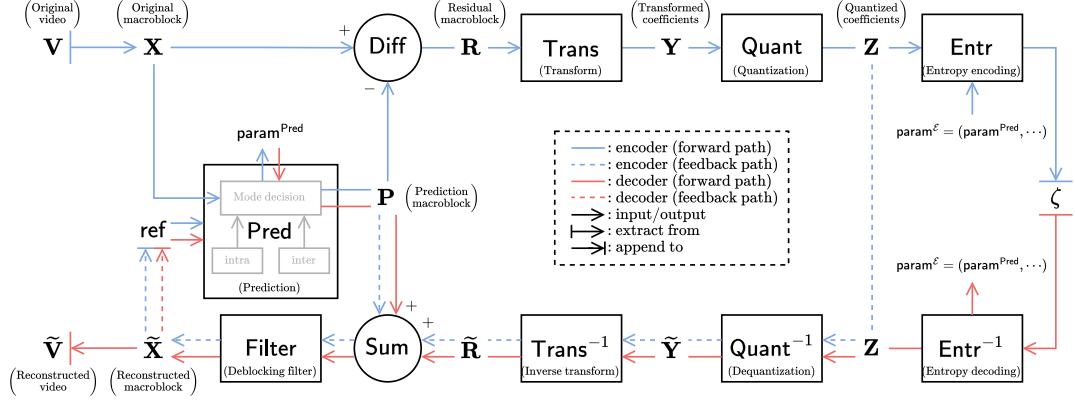 (Original video)
(Original macroblock)
(Residual macroblock)
(Transformed coefficients)
(Quantized coefficients)
V
X
+
Diff
−
R
Trans
(Transform)
Y
Quant
(Quantization)
Z
Entr
(Entropy encoding)
param^Pred
param^ℰ = (param^Pred, ···)
Mode decision
Pred
intra
inter
(Prediction)
ref
P
(Prediction macroblock)
: encoder (forward path)
: encoder (feedback path)
: decoder (forward path)
: decoder (feedback path)
: input/output
: extract from
: append to
ζ
param^ℰ = (param^Pred, ···)
+
+
Ṽ
X̃
Filter
(Deblocking filter)
Sum
R̃
Trans⁻¹
(Inverse transform)
Ỹ
Quant⁻¹
(Dequantization)
Z
Entr⁻¹
(Entropy decoding)
(Reconstructed video)
(Reconstructed macroblock)